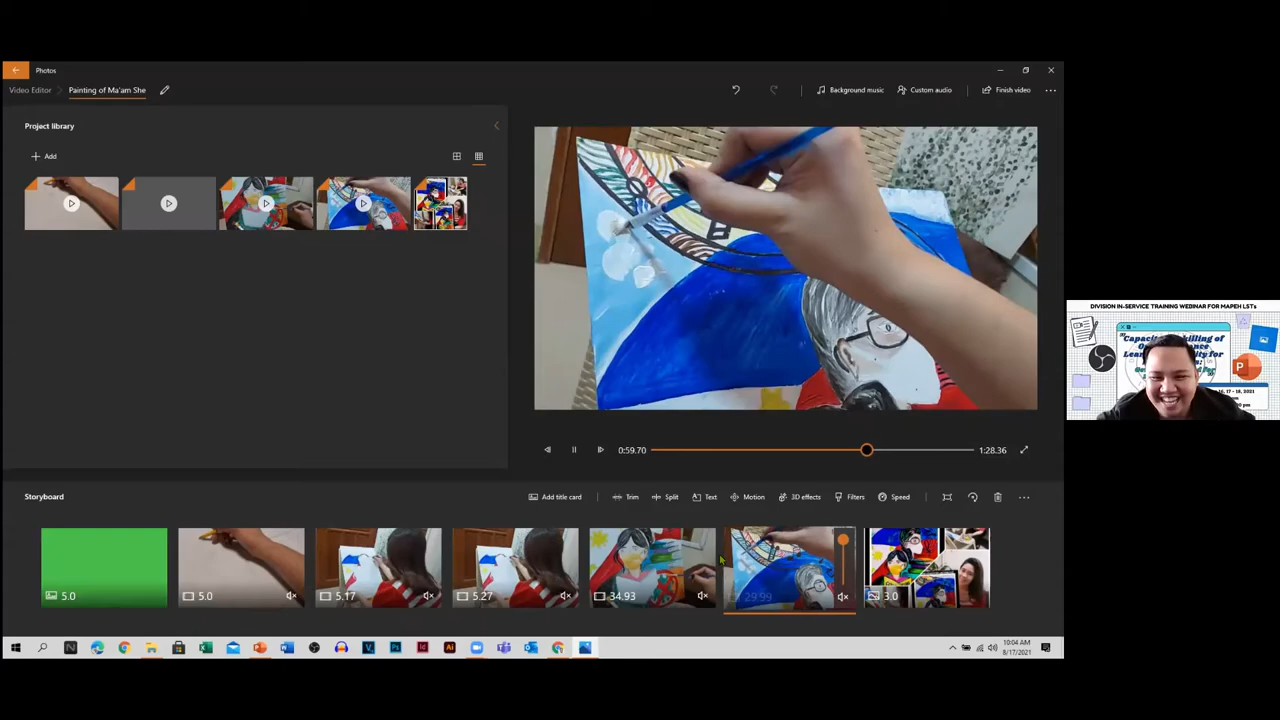 Photos
Video Editor
Painting of Ma'am She
Background music
Custom audio
Finish video
Project library
Add
0:59.70
1:28.36
Storyboard
Add title card
Trim
Split
Text
Motion
3D effects
Filters
Speed
5.0
5.0
5.17
5.27
34.93
29.99
3.0
10:04 AM
8/17/2021
DIVISION IN-SERVICE TRAINING WEBINAR FOR MAPEH LSTs